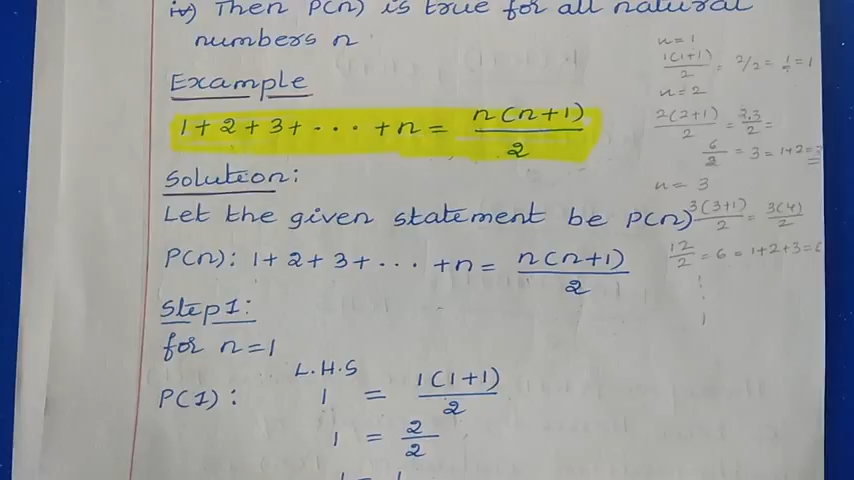 iv) Then P(n) is true for all natural
numbers n
Example
1+2+3+...+n = n(n+1)/2
Solution:
Let the given statement be P(n)
P(n): 1+2+3+...+n = n(n+1)/2
Step1:
for n=1
L.H.S
P(1): 1 = 1(1+1)/2
1 = 2/2
1 = 1
n=1
1(1+1)/2 = 2/2 = 1/1 = 1
n=2
2(2+1)/2 = 2.3/2 =
6/2 = 3 = 1+2=3
n=3
3(3+1)/2 = 3(4)/2
12/2 = 6 = 1+2+3=6